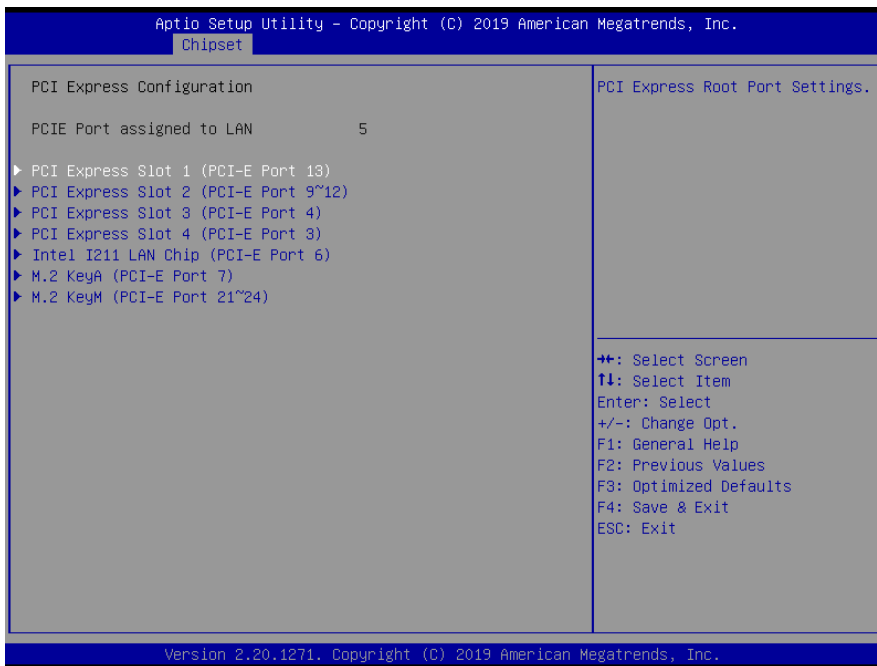 Aptio Setup Utility – Copyright (C) 2019 American Megatrends, Inc.
Chipset
PCI Express Configuration
PCIE Port assigned to LAN 5
▶ PCI Express Slot 1 (PCI-E Port 13)
▶ PCI Express Slot 2 (PCI-E Port 9~12)
▶ PCI Express Slot 3 (PCI-E Port 4)
▶ PCI Express Slot 4 (PCI-E Port 3)
▶ Intel I211 LAN Chip (PCI-E Port 6)
▶ M.2 KeyA (PCI-E Port 7)
▶ M.2 KeyM (PCI-E Port 21~24)
PCI Express Root Port Settings.
→←: Select Screen
↑↓: Select Item
Enter: Select
+/-: Change Opt.
F1: General Help
F2: Previous Values
F3: Optimized Defaults
F4: Save & Exit
ESC: Exit
Version 2.20.1271. Copyright (C) 2019 American Megatrends, Inc.